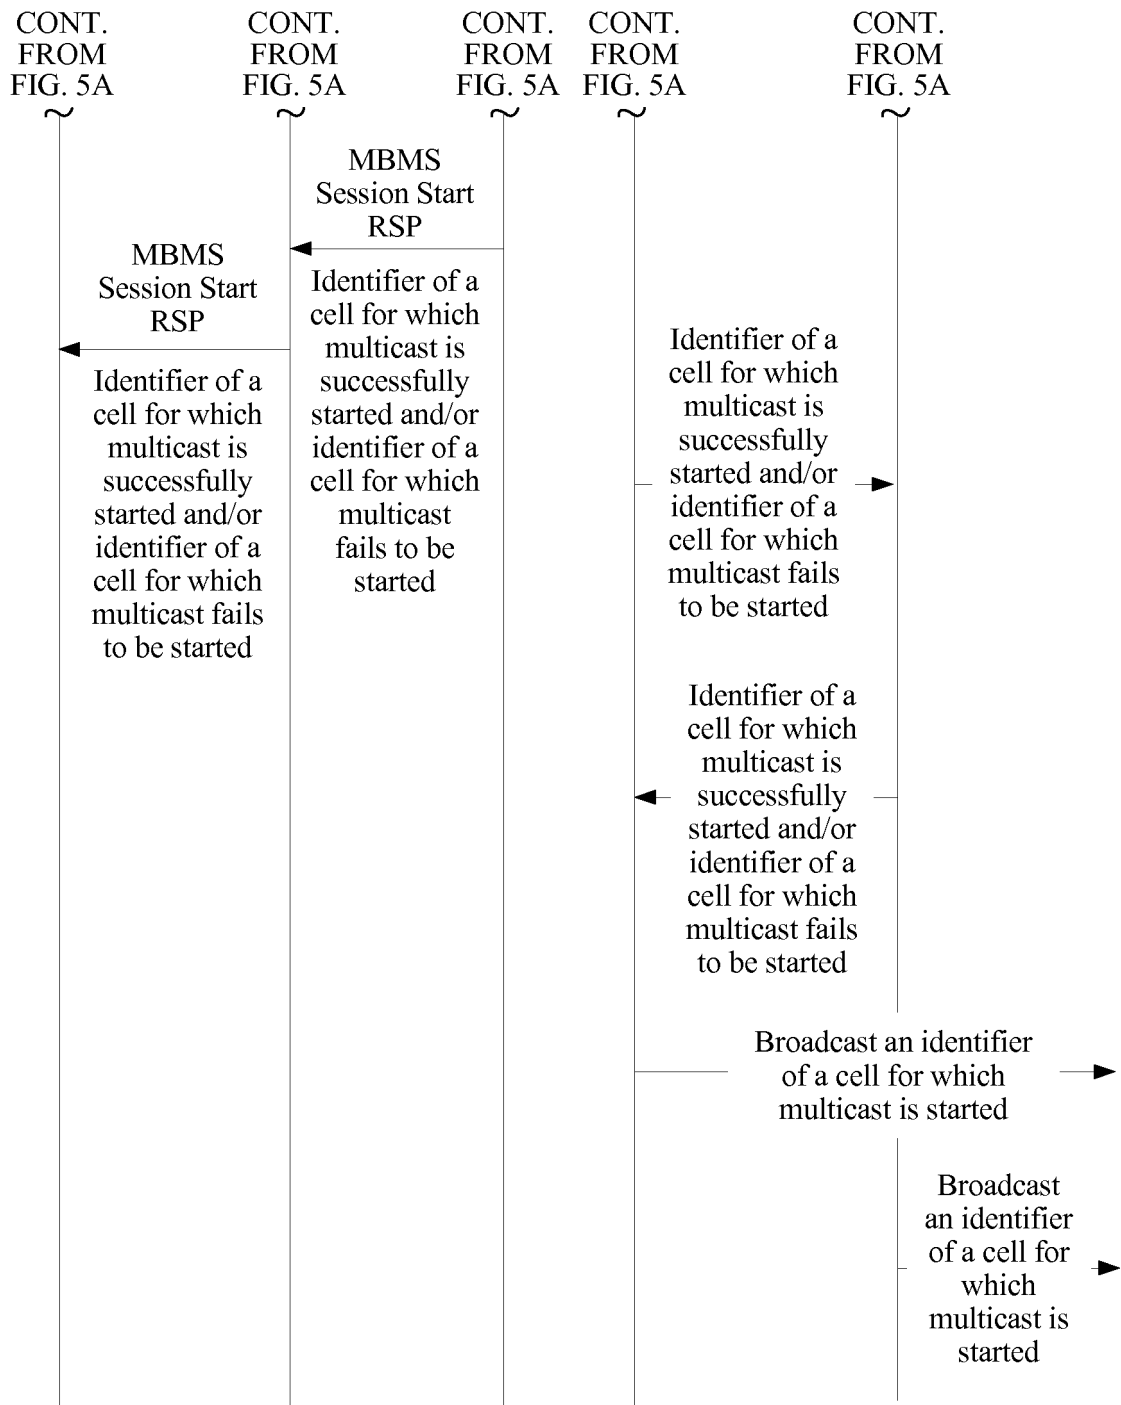 CONT.
FROM
FIG. 5A
CONT.
FROM
FIG. 5A
CONT.
FROM
FIG. 5A
CONT.
FROM
FIG. 5A
CONT.
FROM
FIG. 5A
MBMS
Session Start
RSP
Identifier of a
cell for which
multicast is
successfully
started and/or
identifier of a
cell for which
multicast
fails to be
started
MBMS
Session Start
RSP
Identifier of a
cell for which
multicast is
successfully
started and/or
identifier of a
cell for which
multicast fails
to be started
Identifier of a
cell for which
multicast is
successfully
started and/or
identifier of a
cell for which
multicast fails
to be started
Identifier of a
cell for which
multicast is
successfully
started and/or
identifier of a
cell for which
multicast fails
to be started
Broadcast an identifier
of a cell for which
multicast is started
Broadcast
an identifier
of a cell for
which
multicast is
started